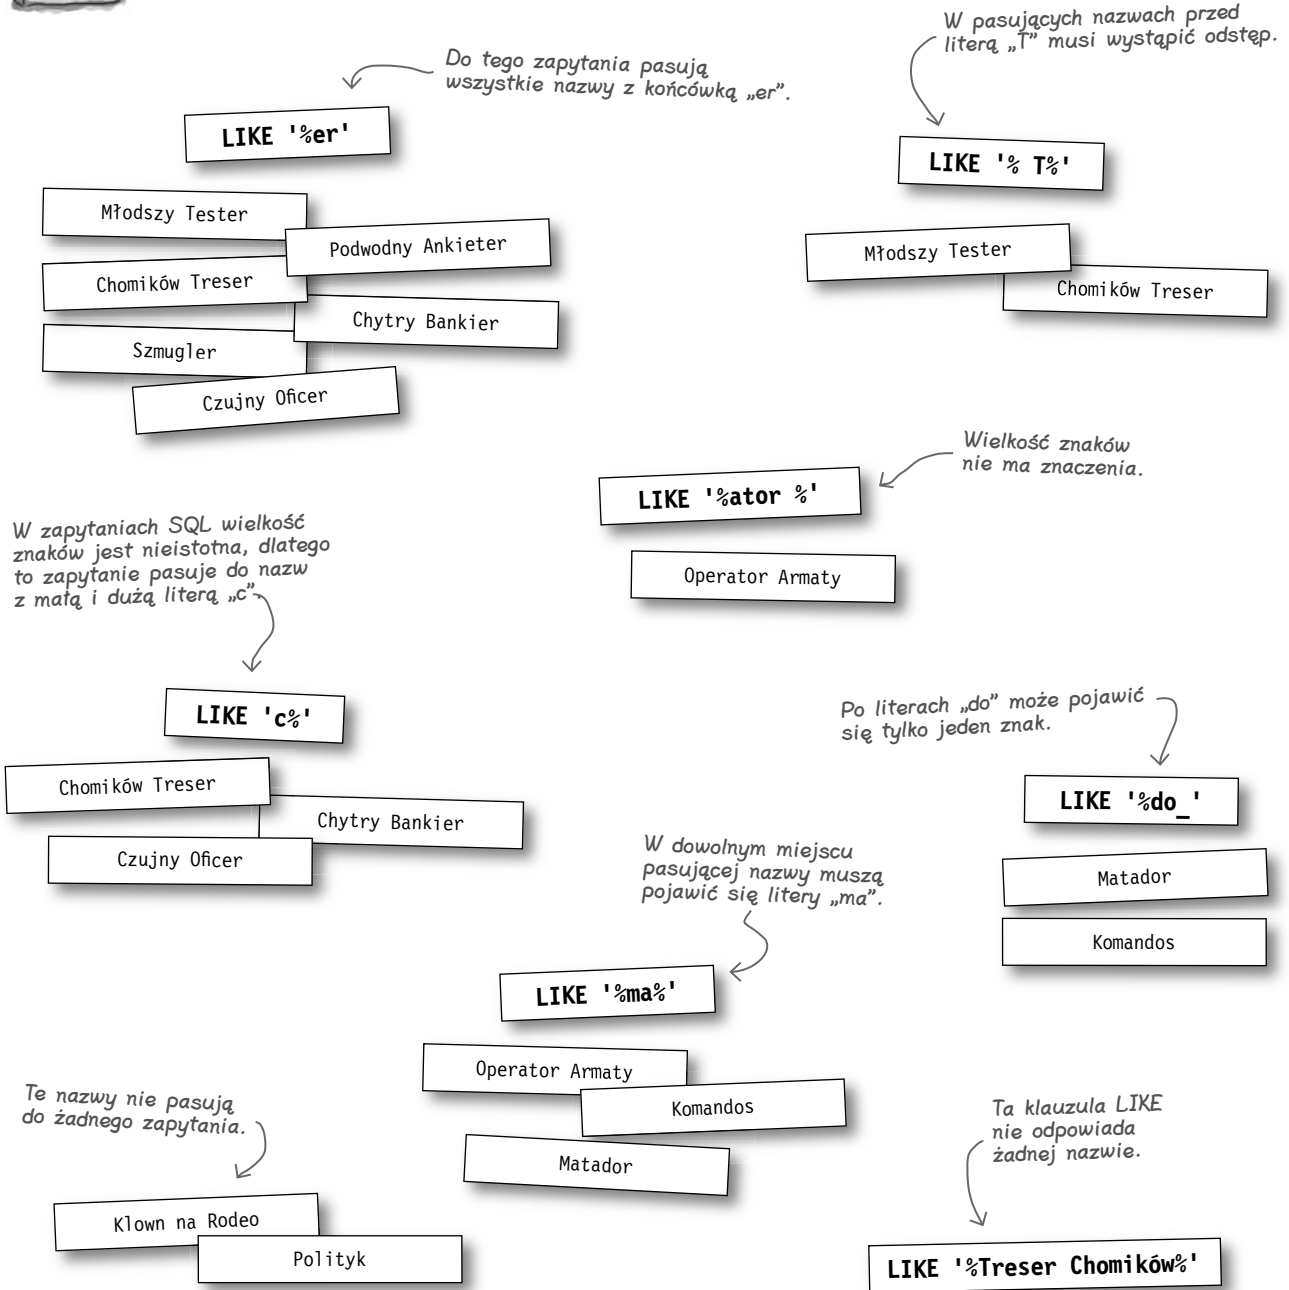 W pasujących nazwach przed
literą „T” musi wystąpić odstęp.
Do tego zapytania pasują
wszystkie nazwy z końcówką „er”.
LIKE '%er'
Młodszy Tester
Podwodny Ankieter
Chomików Treser
Chytry Bankier
Szmugler
Czujny Oficer
LIKE '% T%'
Młodszy Tester
Chomików Treser
Wielkość znaków
nie ma znaczenia.
LIKE '%ator %'
Operator Armaty
W zapytaniach SQL wielkość
znaków jest nieistotna, dlatego
to zapytanie pasuje do nazw
z małą i dużą literą „c”.
LIKE 'c%'
Chomików Treser
Chytry Bankier
Czujny Oficer
Po literach „do” może pojawić
się tylko jeden znak.
LIKE '%do_'
Matador
Komandos
W dowolnym miejscu
pasującej nazwy muszą
pojawić się litery „ma”.
LIKE '%ma%'
Operator Armaty
Komandos
Matador
Te nazwy nie pasują
do żadnego zapytania.
Klown na Rodeo
Polityk
Ta klauzula LIKE
nie odpowiada
żadnej nazwie.
LIKE '%Treser Chomików%'